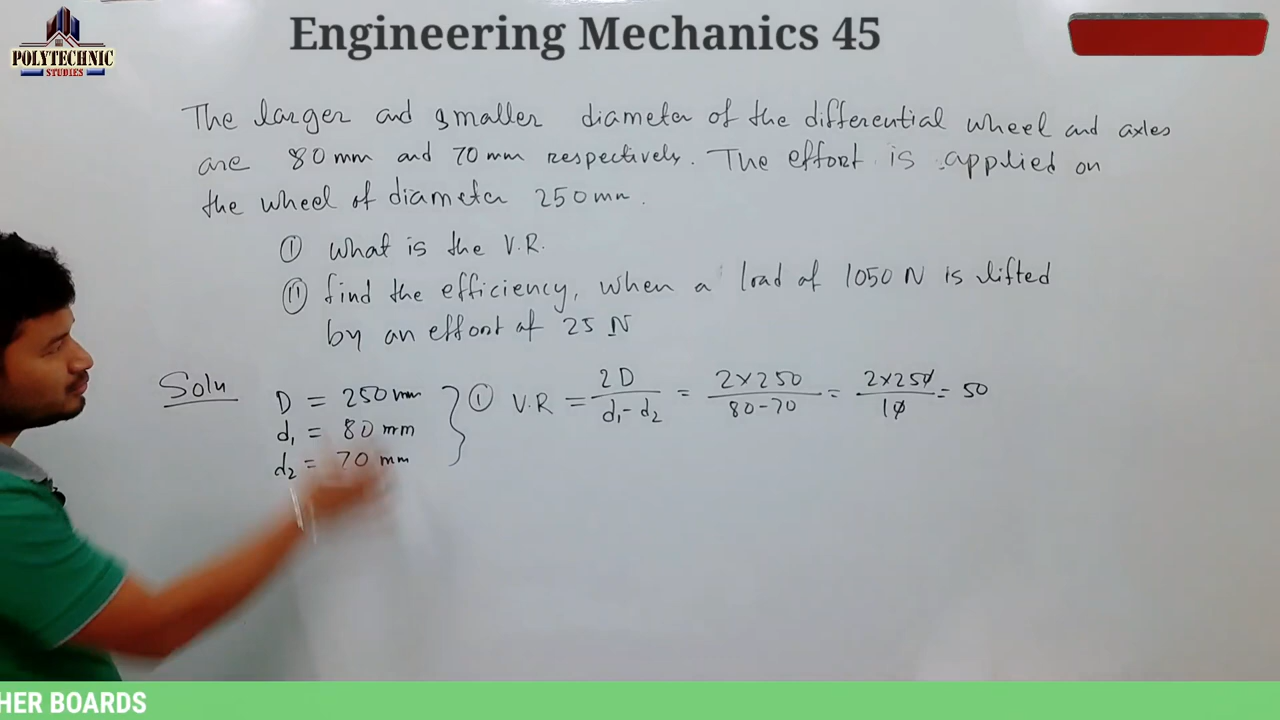 Engineering Mechanics 45
POLYTECHNIC
STUDIES
The larger and smaller diameter of the differential wheel and axles
are 80 mm and 70 mm respectively. The effort is applied on
the wheel of diameter 250 mm.
① What is the V.R.
② find the efficiency, when a load of 1050 N is lifted
by an effort of 25 N
Solu
D = 250 mm
d₁ = 80 mm
d₂ = 70 mm
① V.R = 2D / d₁ - d₂ = 2 × 250 / 80 - 70 = 2 × 250 / 10 = 50
HER BOARDS